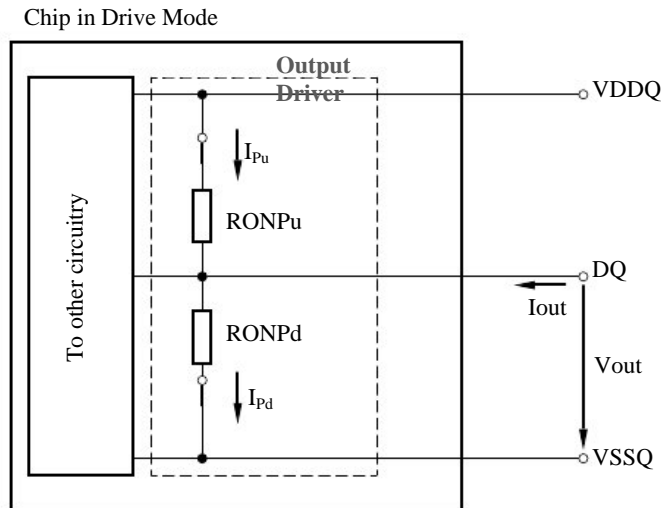 Chip in Drive Mode
Output
Driver
VDDQ
IPu
RONPu
To other circuitry
DQ
Iout
RONPd
Vout
IPd
VSSQ